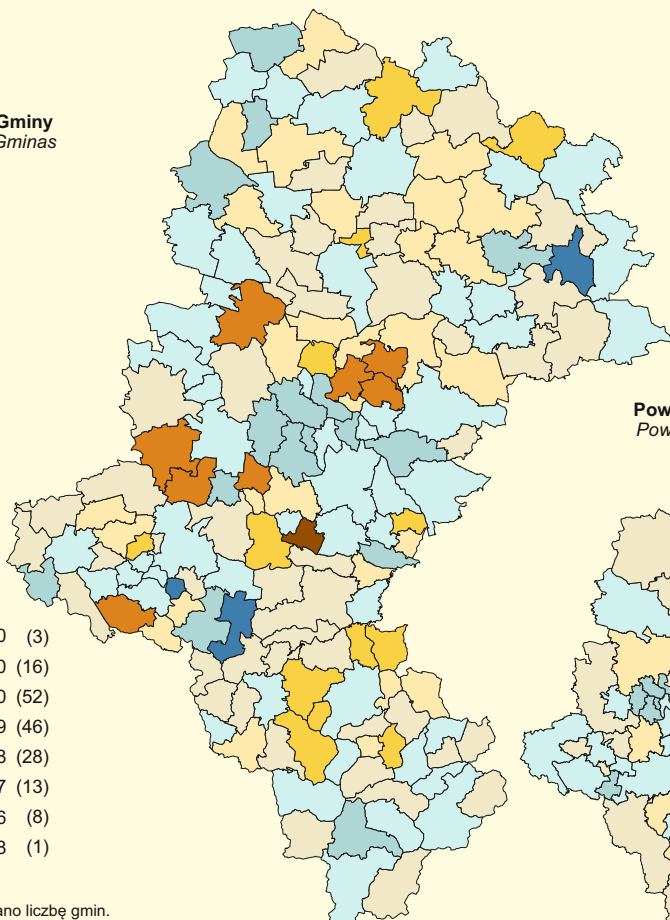 Gminy
Gminas
Pow
Pow
0 (3)
0 (16)
0 (52)
9 (46)
8 (28)
7 (13)
6 (8)
8 (1)
ano liczbę gmin.